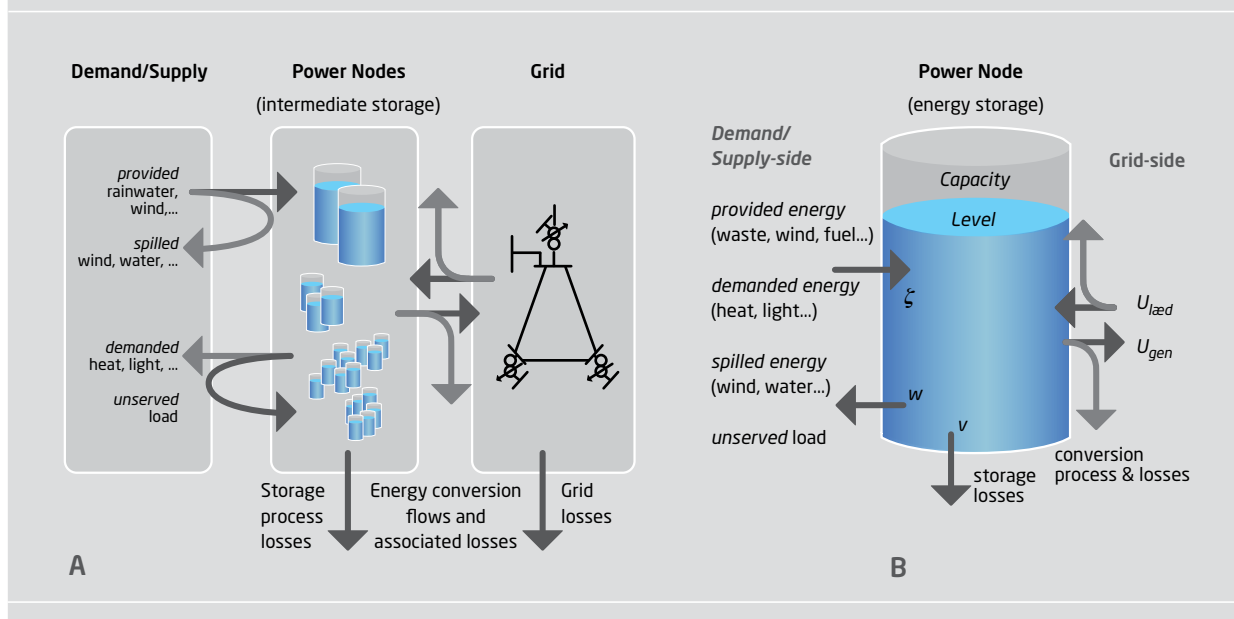 Demand/Supply
Power Nodes
(intermediate storage)
Grid
provided
rainwater,
wind,...
spilled
wind, water, ...
demanded
heat, light, ...
unserved
load
Storage
process
losses
Energy conversion
flows and
associated losses
Grid
losses
A
Power Node
(energy storage)
Demand/
Supply-side
Grid-side
Capacity
Level
provided energy
(waste, wind, fuel...)
demanded energy
(heat, light...)
ζ
spilled energy
(wind, water...)
unserved load
w
v
Ulæd
Ugen
storage
losses
conversion
process & losses
B